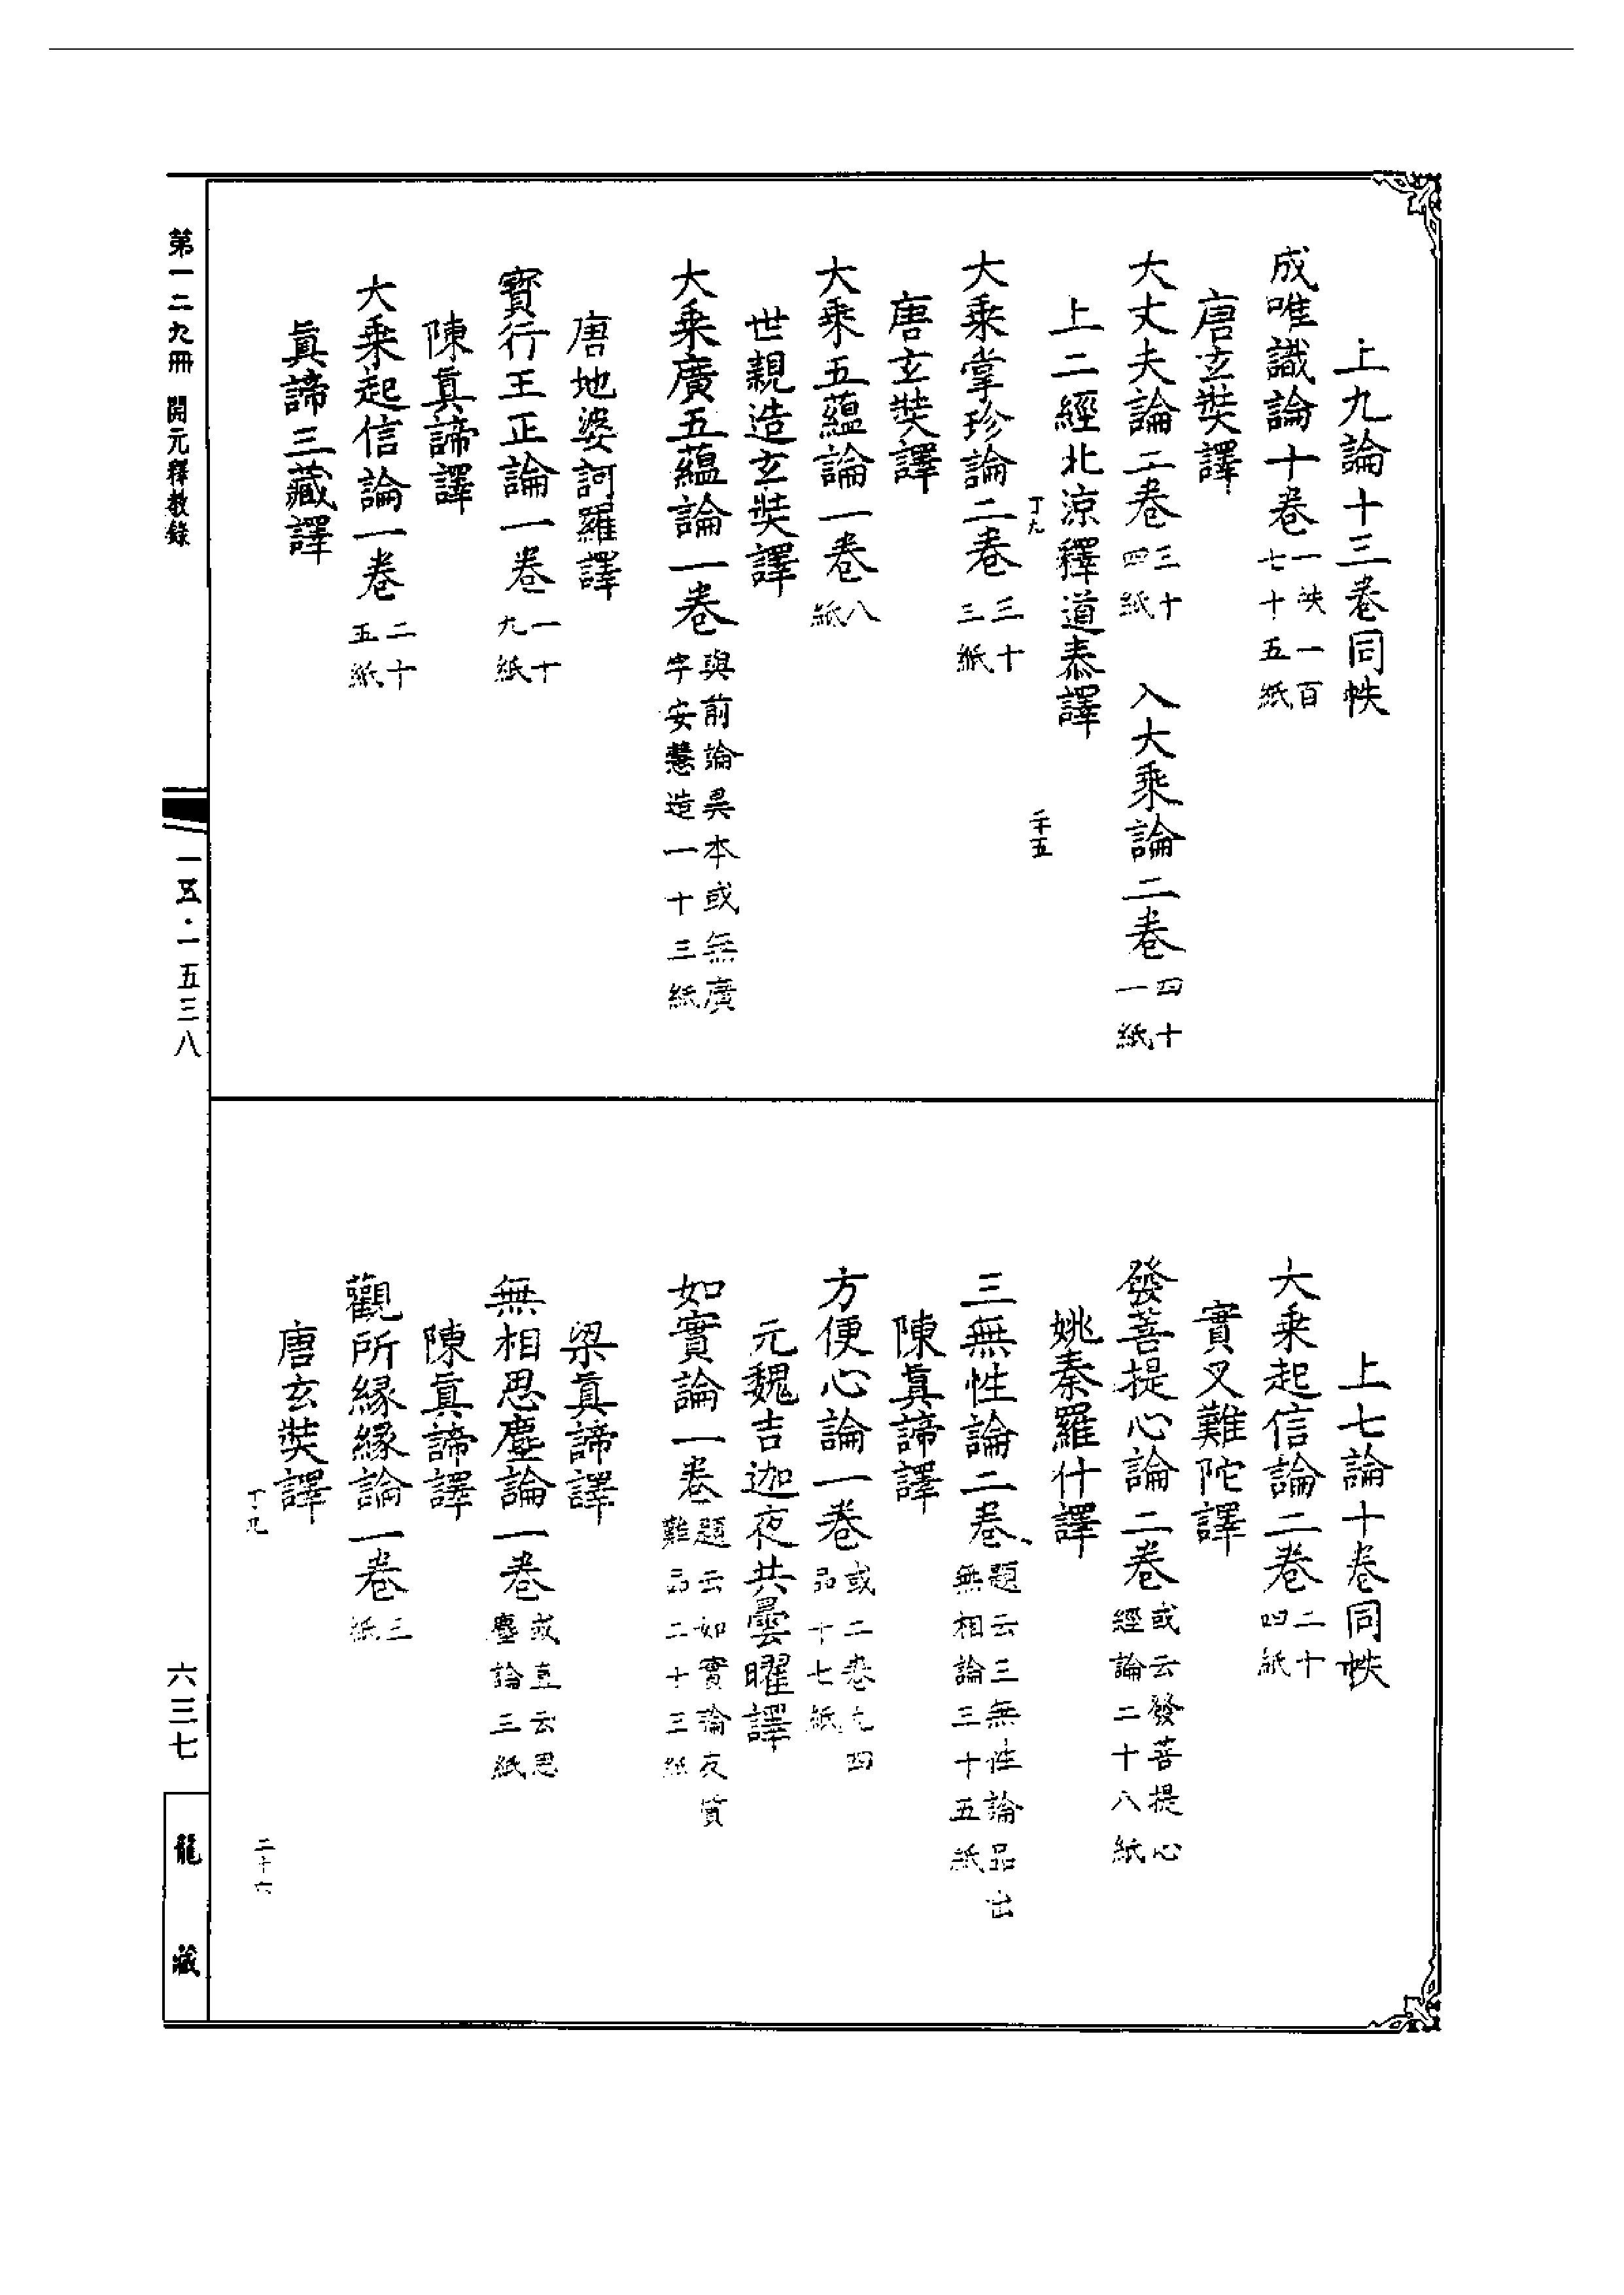 上九論十三卷同帙
成唯識論十卷一帙一百七十五紙
唐玄奘譯
大丈夫論二卷三十四紙　入大乘論二卷四十一紙
上二經北涼釋道泰譯
丁九　二十五
大乘掌珍論二卷三十三紙
唐玄奘譯
大乘五蘊論一卷八紙
世親造玄奘譯
大乘廣五蘊論一卷與前論異本或無廣字安慧造一十三紙
唐地婆訶羅譯
寶行王正論一卷一十九紙
陳眞諦譯
大乘起信論一卷二十五紙
眞諦三藏譯
上七論十卷同帙
大乘起信論二卷二十四紙
實叉難陀譯
發菩提心論二卷或云發菩提心經論二十八紙
姚秦羅什譯
三無性論二卷題云三無性論品出無相論三十五紙
陳眞諦譯
方便心論一卷或二卷凡四品十七紙
元魏吉迦夜共曇曜譯
如實論一卷題云如實論反質難品二十三紙
梁眞諦譯
無相思塵論一卷或直云思塵論三紙
陳眞諦譯
觀所緣緣論一卷三紙
唐玄奘譯
丁九　二十六
第一二九冊　開元釋教錄
一五·一五三八
六三七
龍藏